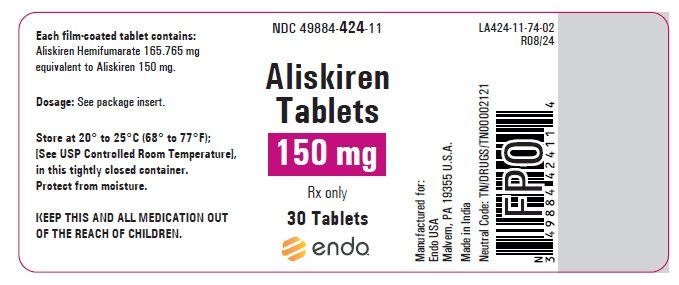 Each film-coated tablet contains:
Aliskiren Hemifumarate 165.765 mg
equivalent to Aliskiren 150 mg.
Dosage: See package insert.
Store at 20° to 25°C (68° to 77°F);
[See USP Controlled Room Temperature],
in this tightly closed container.
Protect from moisture.
KEEP THIS AND ALL MEDICATION OUT
OF THE REACH OF CHILDREN.
NDC 49884-424-11
Aliskiren
Tablets
150 mg
Rx only
30 Tablets
endo
LA424-11-74-02
R08/24
Manufactured for:
Endo USA
Malvern, PA 19355 U.S.A.
Made in India
Neutral Code: TN/DRUGS/TN00002121
FPO
N
3 49884 42411 4